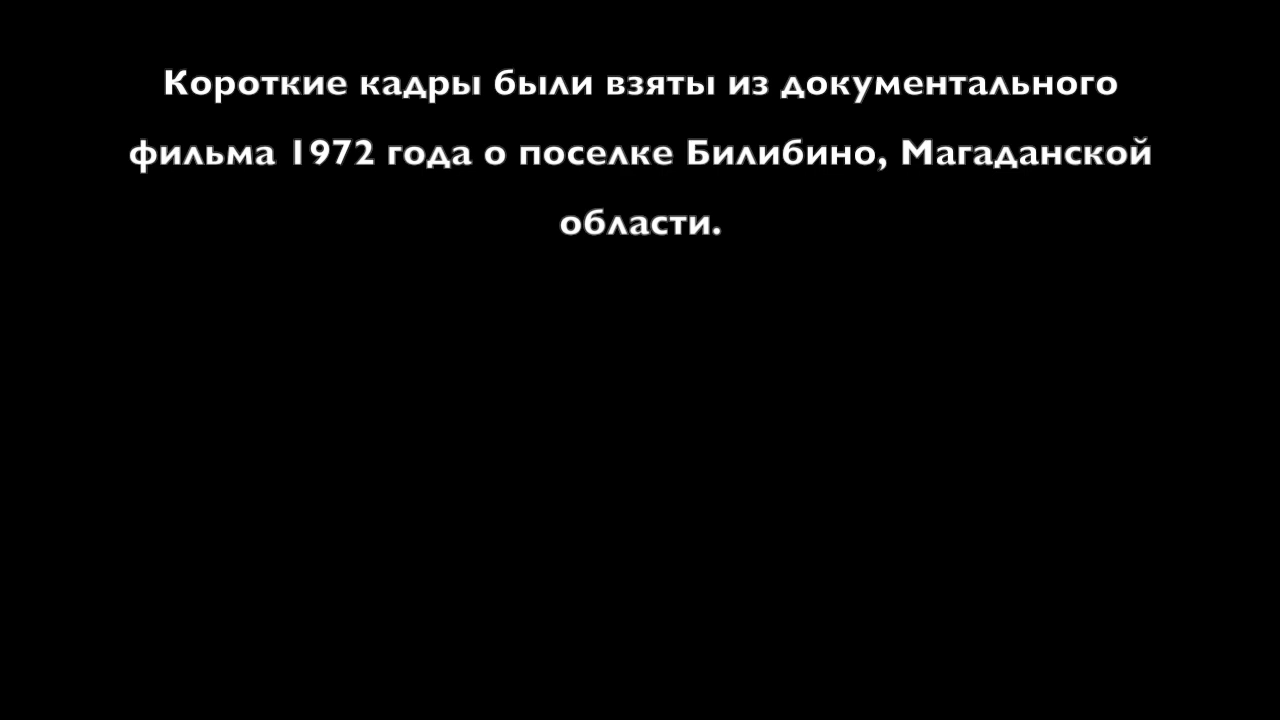 Короткие кадры были взяты из документального
фильма 1972 года о поселке Билибино, Магаданской
области.